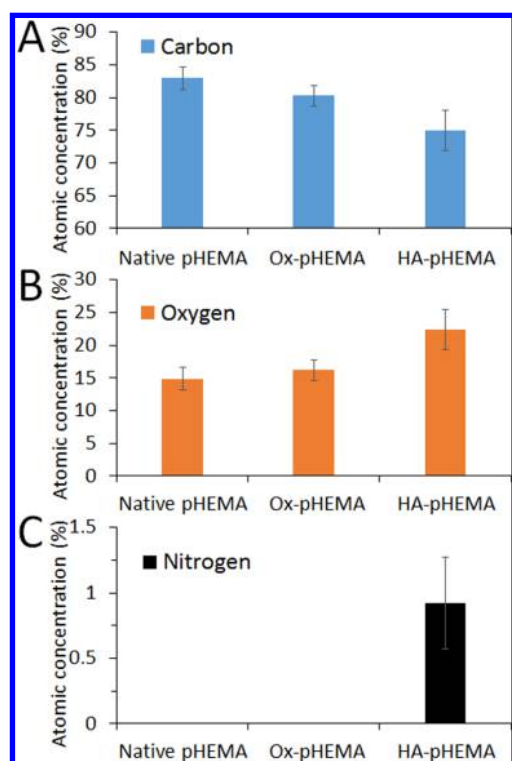 A
Atomic concentration (%)
90
85
80
75
70
65
60
Carbon
Native pHEMA Ox-pHEMA HA-pHEMA
B
Atomic concentration (%)
30
25
20
15
10
5
0
Oxygen
Native pHEMA Ox-pHEMA HA-pHEMA
C
Atomic concentration (%)
1.5
1
0.5
0
Nitrogen
Native pHEMA Ox-pHEMA HA-pHEMA